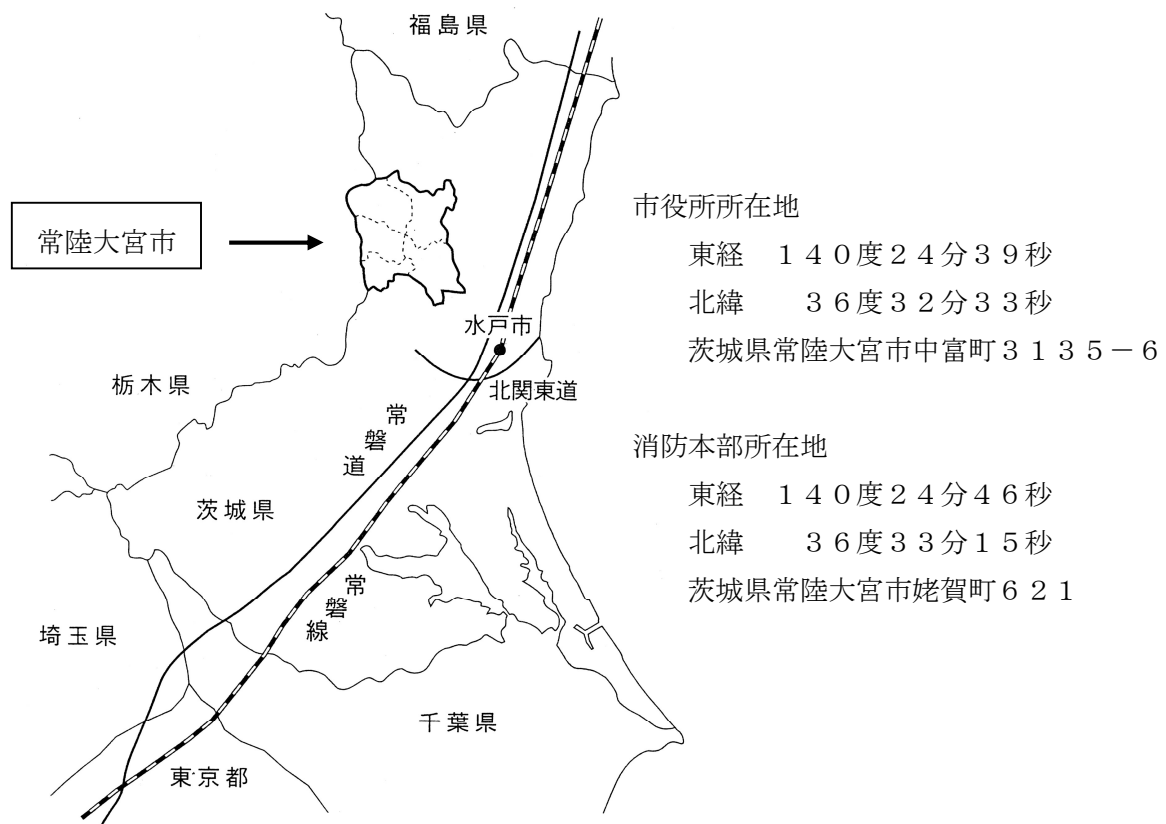 福島県
常陸大宮市
水戸市
北関東道
栃木県
常磐道
茨城県
常磐線
埼玉県
千葉県
東京都
市役所所在地
東経　１４０度２４分３９秒
北緯　　３６度３２分３３秒
茨城県常陸大宮市中富町３１３５－６
消防本部所在地
東経　１４０度２４分４６秒
北緯　　３６度３３分１５秒
茨城県常陸大宮市姥賀町６２１